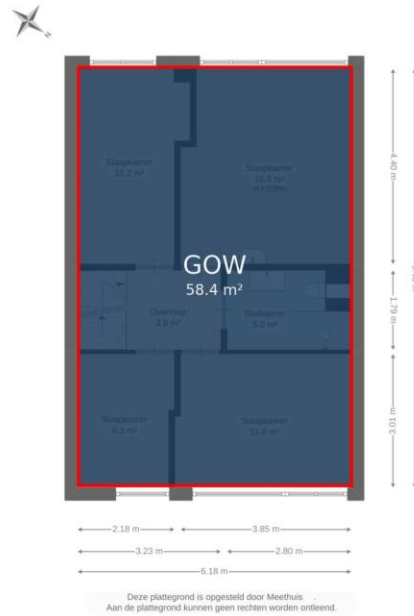 N
Slaapkamer
10.2 m²
Slaapkamer
16.3 m²
GOW
58.4 m²
Overloop
3.8 m²
Badkamer
5.0 m²
Slaapkamer
6.3 m²
Slaapkamer
11.8 m²
4.40 m
1.79 m
3.01 m
2.18 m
3.85 m
3.23 m
2.80 m
6.18 m
Deze plattegrond is opgesteld door Meethuis
Aan de plattegrond kunnen geen rechten worden ontleend.